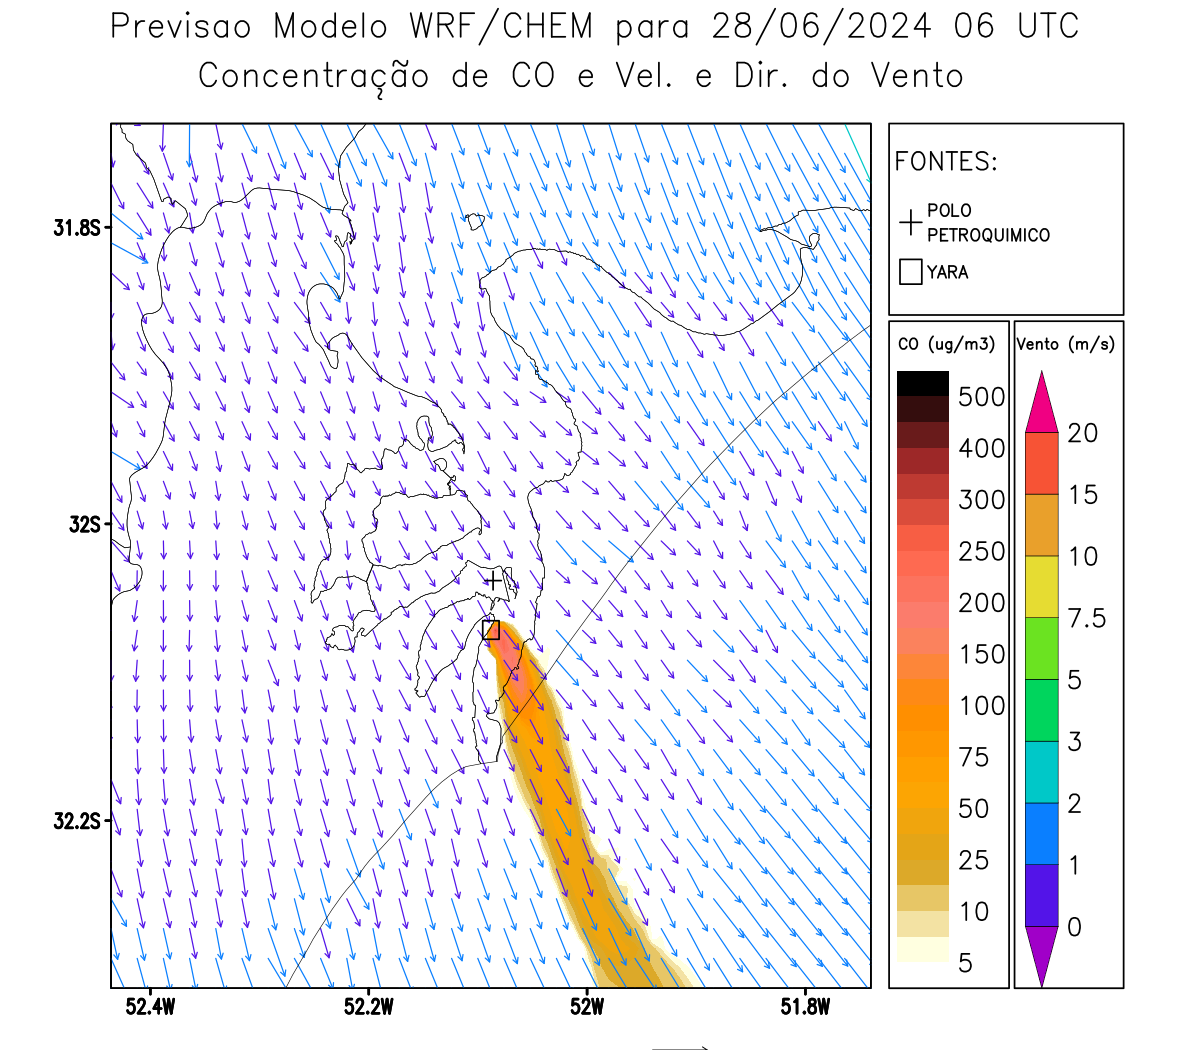 Previsao Modelo WRF/CHEM para 28/06/2024 06 UTC
Concentração de CO e Vel. e Dir. do Vento
FONTES:
POLO
PETROQUIMICO
YARA
31.8S
32S
32.2S
52.4W
52.2W
52W
51.8W
CO (ug/m3)
500
400
300
250
200
150
100
75
50
25
10
5
Vento (m/s)
20
15
10
7.5
5
3
2
1
0